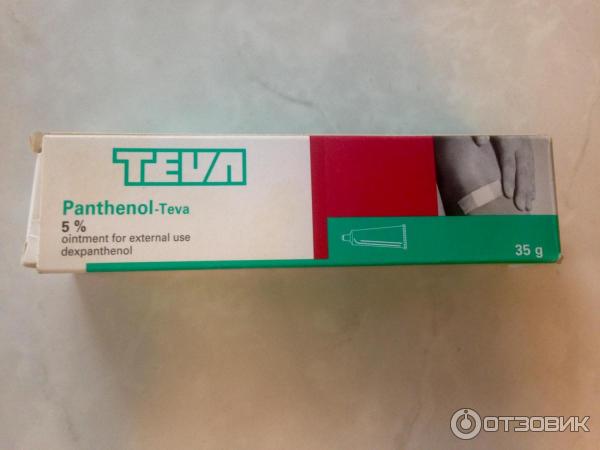 TEVA
Panthenol-Teva
5 %
ointment for external use
dexpanthenol
35 g
ОТЗОВИК